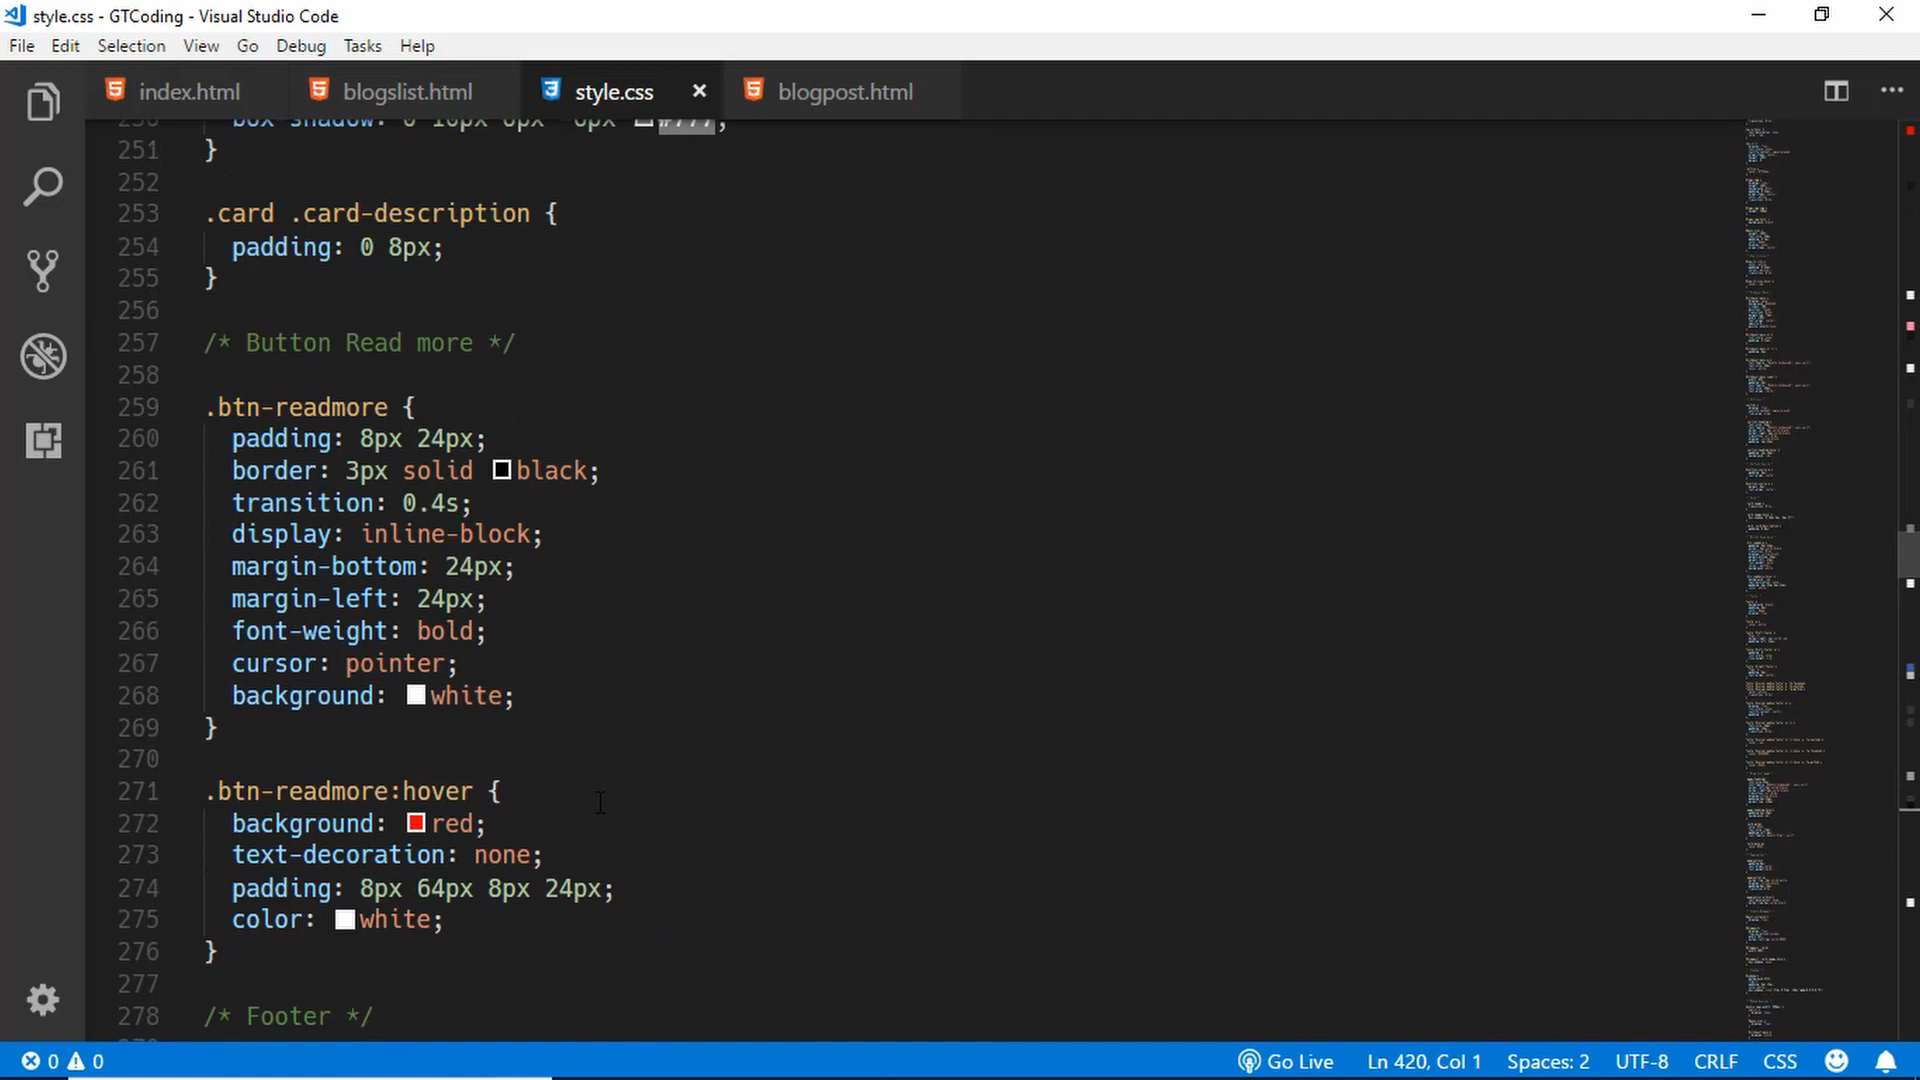 style.css - GTCoding - Visual Studio Code
File Edit Selection View Go Debug Tasks Help
index.html blogslist.html style.css × blogpost.html
251 }
252
253 .card .card-description {
254 padding: 0 8px;
255 }
256
257 /* Button Read more */
258
259 .btn-readmore {
260 padding: 8px 24px;
261 border: 3px solid black;
262 transition: 0.4s;
263 display: inline-block;
264 margin-bottom: 24px;
265 margin-left: 24px;
266 font-weight: bold;
267 cursor: pointer;
268 background: white;
269 }
270
271 .btn-readmore:hover {
272 background: red;
273 text-decoration: none;
274 padding: 8px 64px 8px 24px;
275 color: white;
276 }
277
278 /* Footer */
0 0 Go Live Ln 420, Col 1 Spaces: 2 UTF-8 CRLF CSS